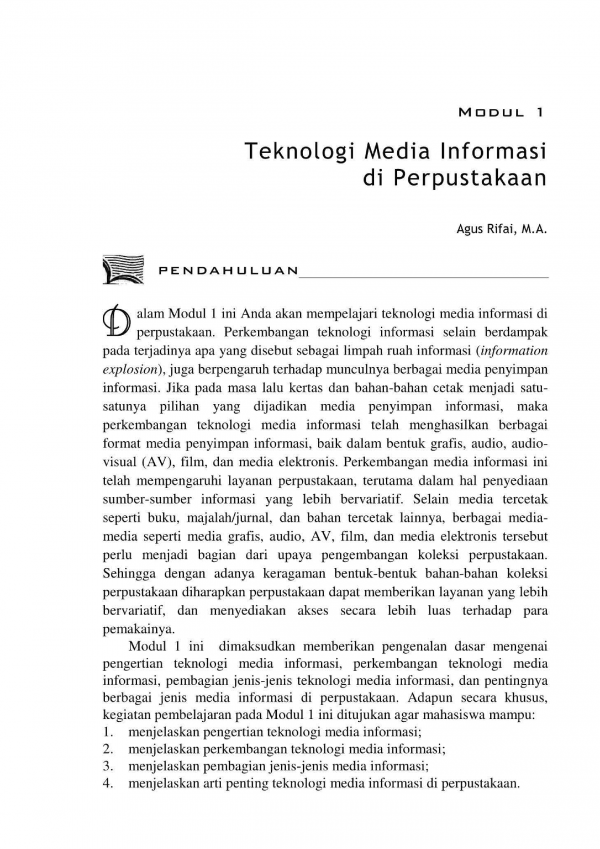 MODUL 1
Teknologi Media Informasi
di Perpustakaan
Agus Rifai, M.A.
PENDAHULUAN
Dalam Modul 1 ini Anda akan mempelajari teknologi media informasi di
perpustakaan. Perkembangan teknologi informasi selain berdampak
pada terjadinya apa yang disebut sebagai limpah ruah informasi (information
explosion), juga berpengaruh terhadap munculnya berbagai media penyimpan
informasi. Jika pada masa lalu kertas dan bahan-bahan cetak menjadi satu-
satunya pilihan yang dijadikan media penyimpan informasi, maka
perkembangan teknologi media informasi telah menghasilkan berbagai
format media penyimpan informasi, baik dalam bentuk grafis, audio, audio-
visual (AV), film, dan media elektronis. Perkembangan media informasi ini
telah mempengaruhi layanan perpustakaan, terutama dalam hal penyediaan
sumber-sumber informasi yang lebih bervariatif. Selain media tercetak
seperti buku, majalah/jurnal, dan bahan tercetak lainnya, berbagai media-
media seperti media grafis, audio, AV, film, dan media elektronis tersebut
perlu menjadi bagian dari upaya pengembangan koleksi perpustakaan.
Sehingga dengan adanya keragaman bentuk-bentuk bahan-bahan koleksi
perpustakaan diharapkan perpustakaan dapat memberikan layanan yang lebih
bervariatif, dan menyediakan akses secara lebih luas terhadap para
pemakainya.
Modul 1 ini dimaksudkan memberikan pengenalan dasar mengenai
pengertian teknologi media informasi, perkembangan teknologi media
informasi, pembagian jenis-jenis teknologi media informasi, dan pentingnya
berbagai jenis media informasi di perpustakaan. Adapun secara khusus,
kegiatan pembelajaran pada Modul 1 ini ditujukan agar mahasiswa mampu:
1. menjelaskan pengertian teknologi media informasi;
2. menjelaskan perkembangan teknologi media informasi;
3. menjelaskan pembagian jenis-jenis media informasi;
4. menjelaskan arti penting teknologi media informasi di perpustakaan.